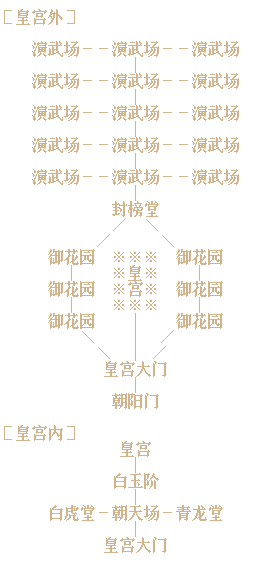 ［皇宫外］
演武场－－演武场－－演武场
演武场－－演武场－－演武场
演武场－－演武场－－演武场
演武场－－演武场－－演武场
演武场－－演武场－－演武场
封榜堂
御花园 ※※※ 御花园
※皇※
御花园 ※宫※ 御花园
※※※
御花园 御花园
皇宫大门
朝阳门
［皇宫内］
皇宫
白玉阶
白虎堂－朝天场－青龙堂
皇宫大门